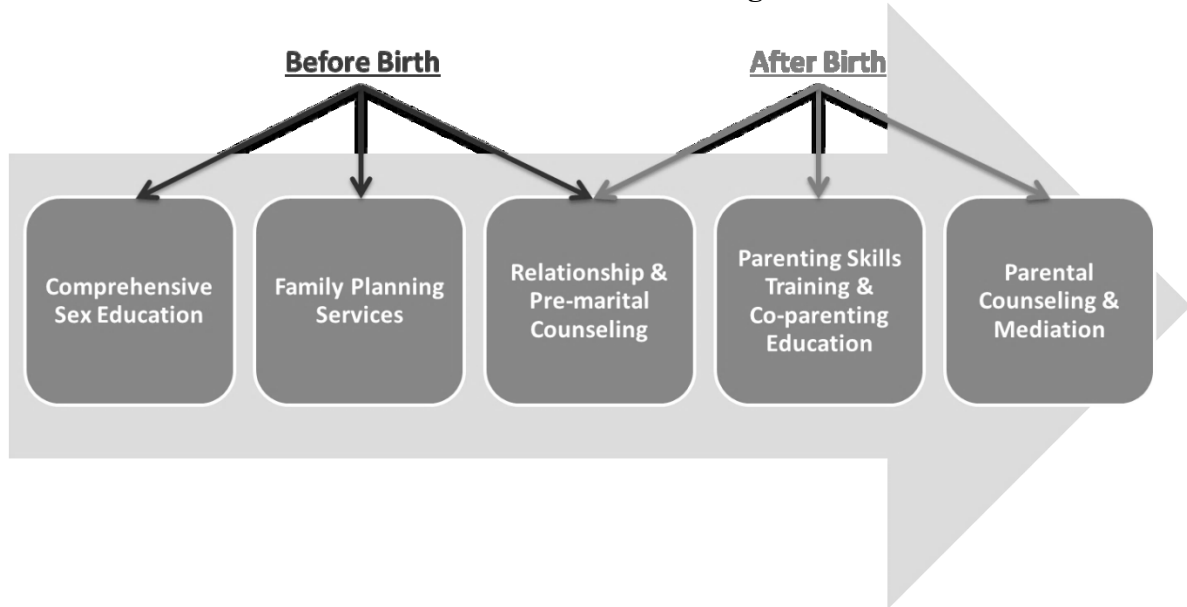 Before Birth
After Birth
Comprehensive
Sex Education
Family Planning
Services
Relationship &
Pre-marital
Counseling
Parenting Skills
Training &
Co-parenting
Education
Parental
Counseling &
Mediation